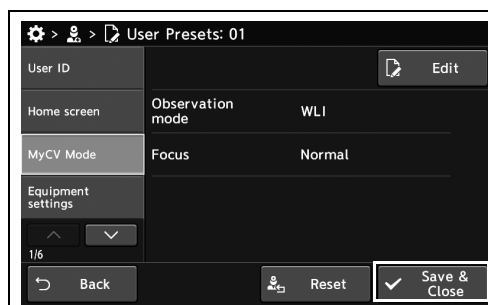 > > User Presets: 01
User ID
Edit
Home screen
Observation
mode
WLI
MyCV Mode
Focus
Normal
Equipment
settings
1/6
Back
Reset
Save &
Close